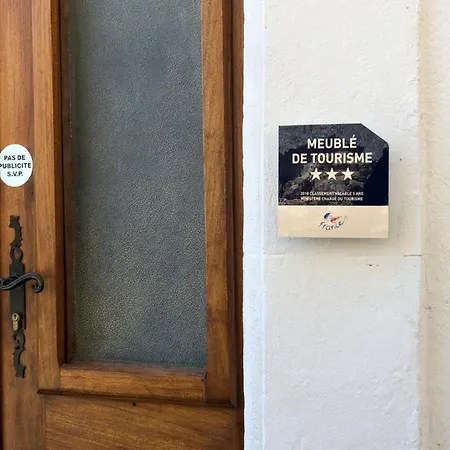 PAS DE
PUBLICITE
S.V.P.
MEUBLÉ
DE TOURISME
2018 CLASSEMENT VALABLE 5 ANS
MINISTÈRE CHARGÉ DU TOURISME
France